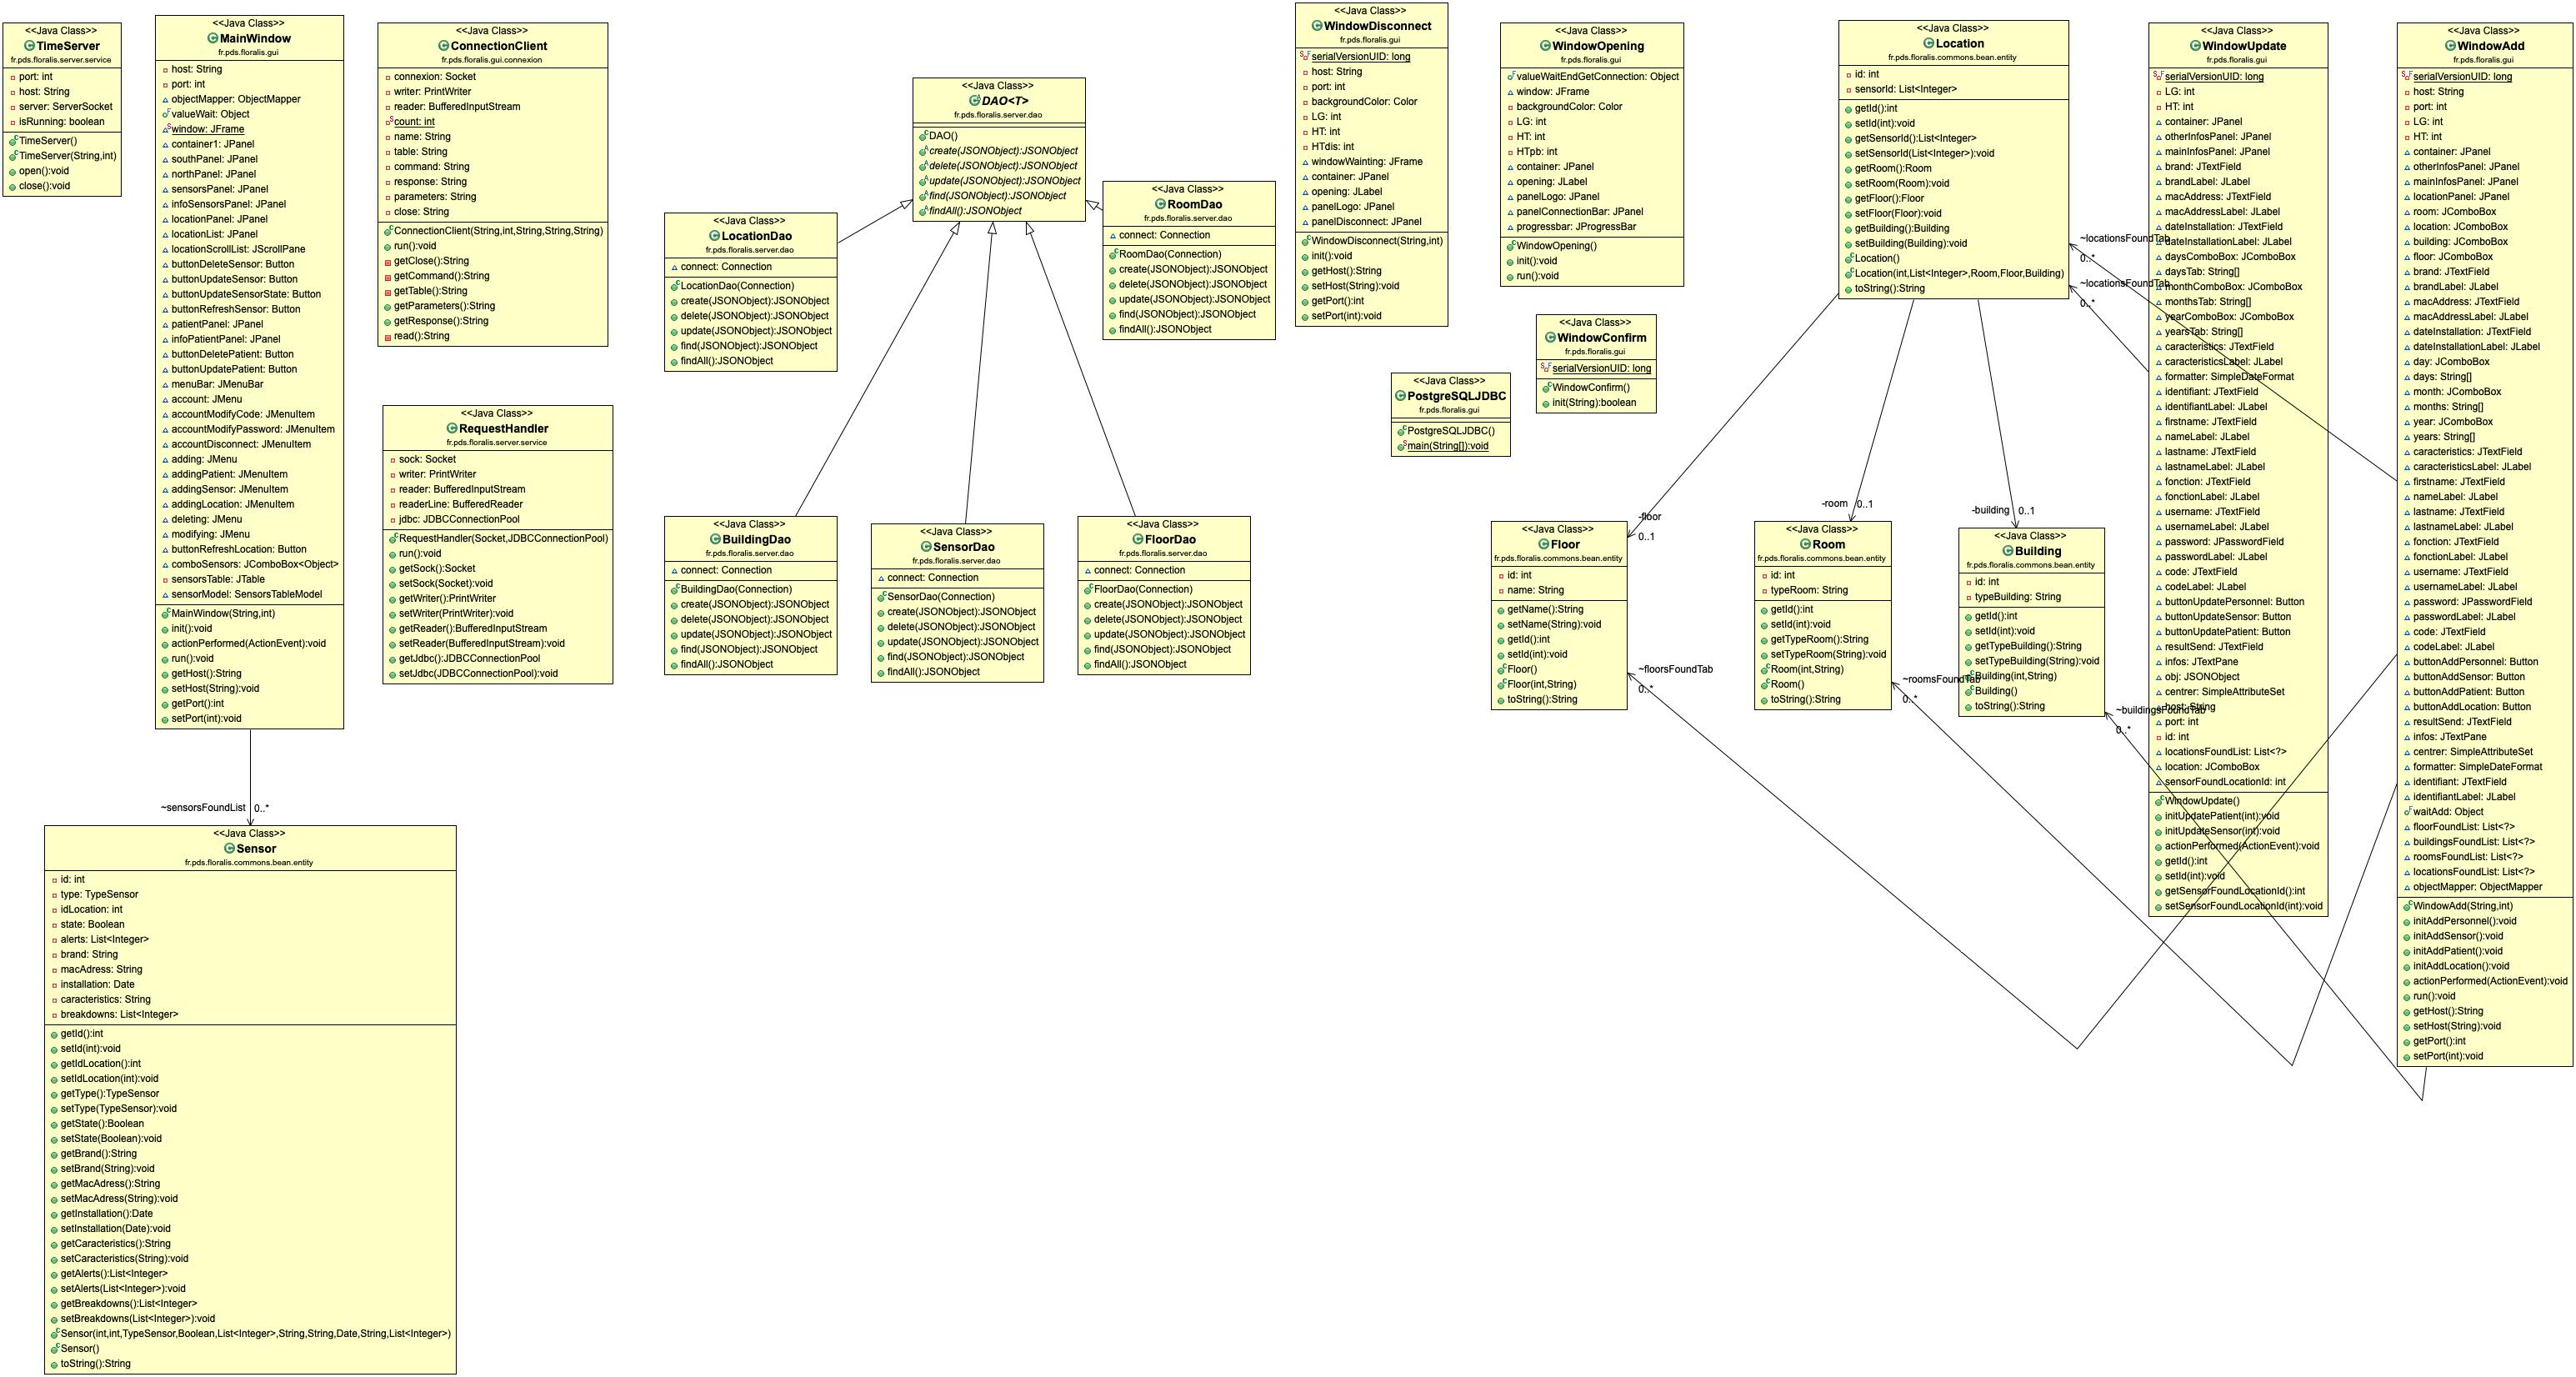 <<Java Class>>
TimeServer
fr.pds.floralis.server.service
port: int
host: String
server: ServerSocket
isRunning: boolean
TimeServer()
TimeServer(String,int)
open():void
close():void
<<Java Class>>
MainWindow
fr.pds.floralis.gui
host: String
port: int
objectMapper: ObjectMapper
valueWait: Object
window: JFrame
container1: JPanel
southPanel: JPanel
northPanel: JPanel
sensorsPanel: JPanel
infoSensorsPanel: JPanel
locationPanel: JPanel
locationList: JPanel
locationScrollList: JScrollPane
buttonDeleteSensor: Button
buttonUpdateSensor: Button
buttonUpdateSensorState: Button
buttonRefreshSensor: Button
patientPanel: JPanel
infoPatientPanel: JPanel
buttonDeletePatient: Button
buttonUpdatePatient: Button
menuBar: JMenuBar
account: JMenu
accountModifyCode: JMenuItem
accountModifyPassword: JMenuItem
accountDisconnect: JMenuItem
adding: JMenu
addingPatient: JMenuItem
addingSensor: JMenuItem
addingLocation: JMenuItem
deleting: JMenu
modifying: JMenu
buttonRefreshLocation: Button
comboSensors: JComboBox<Object>
sensorsTable: JTable
sensorModel: SensorsTableModel
MainWindow(String,int)
init():void
actionPerformed(ActionEvent):void
run():void
getHost():String
setHost(String):void
getPort():int
setPort(int):void
~sensorsFoundList 0..*
<<Java Class>>
Sensor
fr.pds.floralis.commons.bean.entity
id: int
type: TypeSensor
idLocation: int
state: Boolean
alerts: List<Integer>
brand: String
macAdress: String
installation: Date
caracteristics: String
breakdowns: List<Integer>
getId():int
setId(int):void
getIdLocation():int
setIdLocation(int):void
getType():TypeSensor
setType(TypeSensor):void
getState():Boolean
setState(Boolean):void
getBrand():String
setBrand(String):void
getMacAdress():String
setMacAdress(String):void
getInstallation():Date
setInstallation(Date):void
getCaracteristics():String
setCaracteristics(String):void
getAlerts():List<Integer>
setAlerts(List<Integer>):void
getBreakdowns():List<Integer>
setBreakdowns(List<Integer>):void
Sensor(int,int,TypeSensor,Boolean,List<Integer>,String,String,Date,String,List<Integer>)
Sensor()
toString():String
<<Java Class>>
ConnectionClient
fr.pds.floralis.gui.connexion
connexion: Socket
writer: PrintWriter
reader: BufferedInputStream
count: int
name: String
table: String
command: String
response: String
parameters: String
close: String
ConnectionClient(String,int,String,String,String)
run():void
getClose():String
getCommand():String
getTable():String
getParameters():String
getResponse():String
read():String
<<Java Class>>
RequestHandler
fr.pds.floralis.server.service
sock: Socket
writer: PrintWriter
reader: BufferedInputStream
readerLine: BufferedReader
jdbc: JDBCConnectionPool
RequestHandler(Socket,JDBCConnectionPool)
run():void
getSock():Socket
setSock(Socket):void
getWriter():PrintWriter
setWriter(PrintWriter):void
getReader():BufferedInputStream
setReader(BufferedInputStream):void
getJdbc():JDBCConnectionPool
setJdbc(JDBCConnectionPool):void
<<Java Class>>
DAO<T>
fr.pds.floralis.server.dao
DAO()
create(JSONObject):JSONObject
delete(JSONObject):JSONObject
update(JSONObject):JSONObject
find(JSONObject):JSONObject
findAll():JSONObject
<<Java Class>>
LocationDao
fr.pds.floralis.server.dao
connect: Connection
LocationDao(Connection)
create(JSONObject):JSONObject
delete(JSONObject):JSONObject
update(JSONObject):JSONObject
find(JSONObject):JSONObject
findAll():JSONObject
<<Java Class>>
RoomDao
fr.pds.floralis.server.dao
connect: Connection
RoomDao(Connection)
create(JSONObject):JSONObject
delete(JSONObject):JSONObject
update(JSONObject):JSONObject
find(JSONObject):JSONObject
findAll():JSONObject
<<Java Class>>
BuildingDao
fr.pds.floralis.server.dao
connect: Connection
BuildingDao(Connection)
create(JSONObject):JSONObject
delete(JSONObject):JSONObject
update(JSONObject):JSONObject
find(JSONObject):JSONObject
findAll():JSONObject
<<Java Class>>
SensorDao
fr.pds.floralis.server.dao
connect: Connection
SensorDao(Connection)
create(JSONObject):JSONObject
delete(JSONObject):JSONObject
update(JSONObject):JSONObject
find(JSONObject):JSONObject
findAll():JSONObject
<<Java Class>>
FloorDao
fr.pds.floralis.server.dao
connect: Connection
FloorDao(Connection)
create(JSONObject):JSONObject
delete(JSONObject):JSONObject
update(JSONObject):JSONObject
find(JSONObject):JSONObject
findAll():JSONObject
<<Java Class>>
WindowDisconnect
fr.pds.floralis.gui
serialVersionUID: long
host: String
port: int
backgroundColor: Color
LG: int
HT: int
HTdis: int
windowWainting: JFrame
container: JPanel
opening: JLabel
panelLogo: JPanel
panelDisconnect: JPanel
WindowDisconnect(String,int)
init():void
getHost():String
setHost(String):void
getPort():int
setPort(int):void
<<Java Class>>
WindowOpening
fr.pds.floralis.gui
valueWaitEndGetConnection: Object
window: JFrame
backgroundColor: Color
LG: int
HT: int
HTpb: int
container: JPanel
opening: JLabel
panelLogo: JPanel
panelConnectionBar: JPanel
progressbar: JProgressBar
WindowOpening()
init():void
run():void
<<Java Class>>
WindowConfirm
fr.pds.floralis.gui
serialVersionUID: long
WindowConfirm()
init(String):boolean
<<Java Class>>
PostgreSQLJDBC
fr.pds.floralis.gui
PostgreSQLJDBC()
main(String[]):void
<<Java Class>>
Location
fr.pds.floralis.commons.bean.entity
id: int
sensorId: List<Integer>
getId():int
setId(int):void
getSensorId():List<Integer>
setSensorId(List<Integer>):void
getRoom():Room
setRoom(Room):void
getFloor():Floor
setFloor(Floor):void
getBuilding():Building
setBuilding(Building):void
Location()
Location(int,List<Integer>,Room,Floor,Building)
toString():String
~locationsFoundTab
0..*
~locationsFoundTab
0..*
-floor
0..1
-room 0..1
-building 0..1
<<Java Class>>
Floor
fr.pds.floralis.commons.bean.entity
id: int
name: String
getName():String
setName(String):void
getId():int
setId(int):void
Floor()
Floor(int,String)
toString():String
~floorsFoundTab
0..*
<<Java Class>>
Room
fr.pds.floralis.commons.bean.entity
id: int
typeRoom: String
getId():int
setId(int):void
getTypeRoom():String
setTypeRoom(String):void
Room(int,String)
Room()
toString():String
~roomsFoundTab
0..*
<<Java Class>>
Building
fr.pds.floralis.commons.bean.entity
id: int
typeBuilding: String
getId():int
setId(int):void
getTypeBuilding():String
setTypeBuilding(String):void
Building(int,String)
Building()
toString():String
~buildingsFoundTab
0..*
<<Java Class>>
WindowUpdate
fr.pds.floralis.gui
serialVersionUID: long
LG: int
HT: int
container: JPanel
otherInfosPanel: JPanel
mainInfosPanel: JPanel
brand: JTextField
brandLabel: JLabel
macAddress: JTextField
macAddressLabel: JLabel
dateInstallation: JTextField
dateInstallationLabel: JLabel
daysComboBox: JComboBox
daysTab: String[]
monthComboBox: JComboBox
monthsTab: String[]
yearComboBox: JComboBox
yearsTab: String[]
caracteristics: JTextField
caracteristicsLabel: JLabel
formatter: SimpleDateFormat
identifiant: JTextField
identifiantLabel: JLabel
firstname: JTextField
nameLabel: JLabel
lastname: JTextField
lastnameLabel: JLabel
fonction: JTextField
fonctionLabel: JLabel
username: JTextField
usernameLabel: JLabel
password: JPasswordField
passwordLabel: JLabel
code: JTextField
codeLabel: JLabel
buttonUpdatePersonnel: Button
buttonUpdateSensor: Button
buttonUpdatePatient: Button
resultSend: JTextField
infos: JTextPane
obj: JSONObject
centrer: SimpleAttributeSet
host: String
port: int
id: int
locationsFoundList: List<?>
location: JComboBox
sensorFoundLocationId: int
WindowUpdate()
initUpdatePatient(int):void
initUpdateSensor(int):void
actionPerformed(ActionEvent):void
getId():int
setId(int):void
getSensorFoundLocationId():int
setSensorFoundLocationId(int):void
<<Java Class>>
WindowAdd
fr.pds.floralis.gui
serialVersionUID: long
host: String
port: int
LG: int
HT: int
container: JPanel
otherInfosPanel: JPanel
mainInfosPanel: JPanel
locationPanel: JPanel
room: JComboBox
location: JComboBox
building: JComboBox
floor: JComboBox
brand: JTextField
brandLabel: JLabel
macAddress: JTextField
macAddressLabel: JLabel
dateInstallation: JTextField
dateInstallationLabel: JLabel
day: JComboBox
days: String[]
month: JComboBox
months: String[]
year: JComboBox
years: String[]
caracteristics: JTextField
caracteristicsLabel: JLabel
firstname: JTextField
nameLabel: JLabel
lastname: JTextField
lastnameLabel: JLabel
fonction: JTextField
fonctionLabel: JLabel
username: JTextField
usernameLabel: JLabel
password: JPasswordField
passwordLabel: JLabel
code: JTextField
codeLabel: JLabel
buttonAddPersonnel: Button
buttonAddSensor: Button
buttonAddPatient: Button
buttonAddLocation: Button
resultSend: JTextField
infos: JTextPane
centrer: SimpleAttributeSet
formatter: SimpleDateFormat
identifiant: JTextField
identifiantLabel: JLabel
waitAdd: Object
floorFoundList: List<?>
buildingsFoundList: List<?>
roomsFoundList: List<?>
locationsFoundList: List<?>
objectMapper: ObjectMapper
WindowAdd(String,int)
initAddPersonnel():void
initAddSensor():void
initAddPatient():void
initAddLocation():void
actionPerformed(ActionEvent):void
run():void
getHost():String
setHost(String):void
getPort():int
setPort(int):void